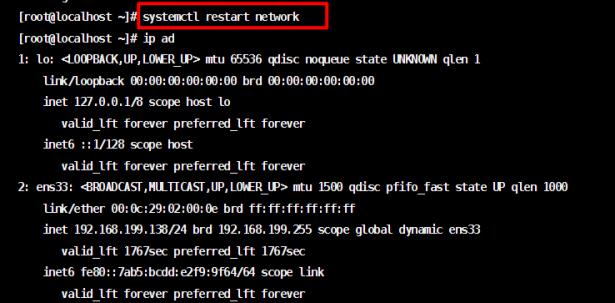 [root@localhost ~]# systemctl restart network
[root@localhost ~]# ip ad
1: lo: <LOOPBACK,UP,LOWER_UP> mtu 65536 qdisc noqueue state UNKNOWN qlen 1
link/loopback 00:00:00:00:00:00 brd 00:00:00:00:00:00
inet 127.0.0.1/8 scope host lo
valid_lft forever preferred_lft forever
inet6 ::1/128 scope host
valid_lft forever preferred_lft forever
2: ens33: <BROADCAST,MULTICAST,UP,LOWER_UP> mtu 1500 qdisc pfifo_fast state UP qlen 1000
link/ether 00:0c:29:02:00:0e brd ff:ff:ff:ff:ff:ff
inet 192.168.199.138/24 brd 192.168.199.255 scope global dynamic ens33
valid_lft 1767sec preferred_lft 1767sec
inet6 fe80::7ab5:bcdd:e2f9:9f64/64 scope link
valid_lft forever preferred_lft forever